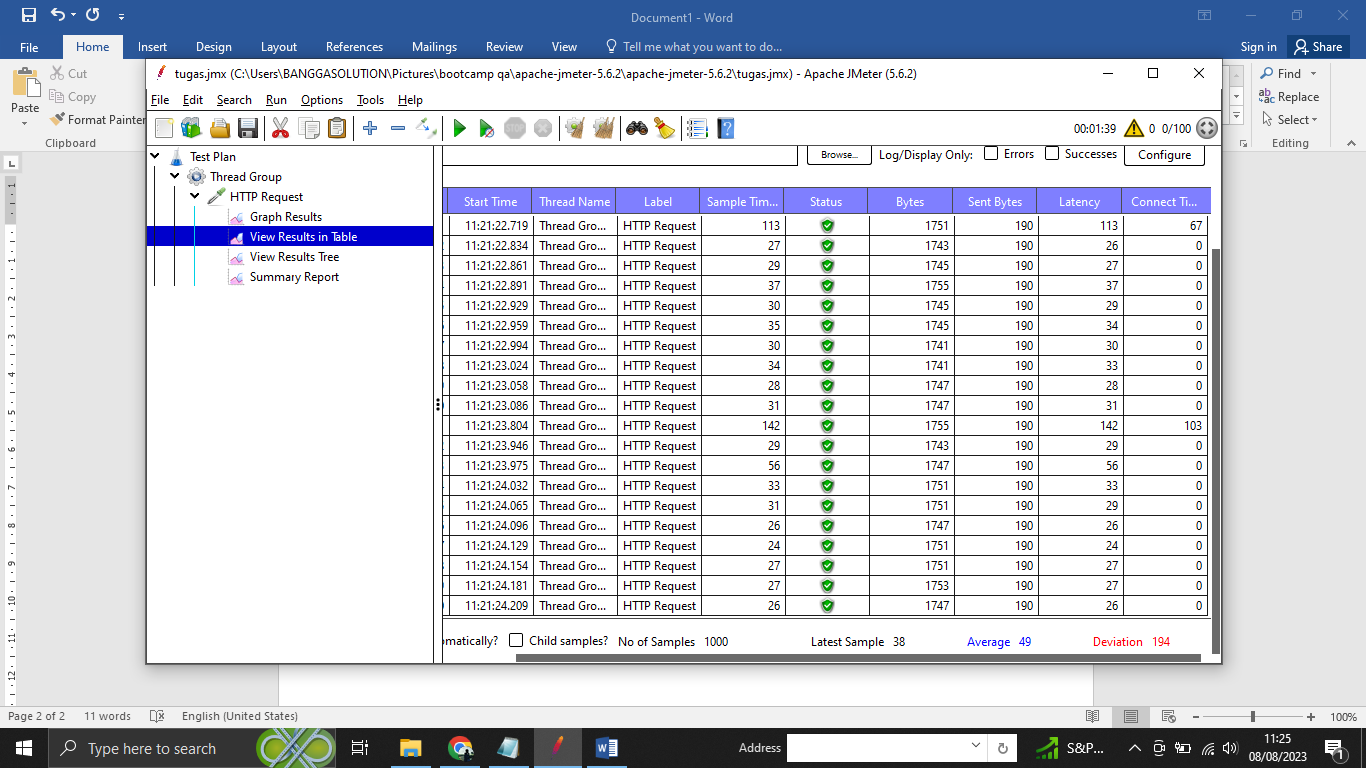 Document1 - Word
File Home Insert Design Layout References Mailings Review View Tell me what you want to do... Sign in Share
Paste
Cut
Copy
Format Painter
Clipboard
Find
Replace
Select
Editing
tugas.jmx (C:\Users\BANGGASOLUTION\Pictures\bootcamp qa\apache-jmeter-5.6.2\apache-jmeter-5.6.2\tugas.jmx) - Apache JMeter (5.6.2)
File Edit Search Run Options Tools Help
00:01:39 0 0/100
Test Plan
Thread Group
HTTP Request
Graph Results
View Results in Table
View Results Tree
Summary Report
Browse... Log/Display Only: Errors Successes Configure
Start Time Thread Name Label Sample Tim... Status Bytes Sent Bytes Latency Connect Ti...
11:21:22.719 Thread Gro... HTTP Request 113 1751 190 113 67
11:21:22.834 Thread Gro... HTTP Request 27 1743 190 26 0
11:21:22.861 Thread Gro... HTTP Request 29 1745 190 27 0
11:21:22.891 Thread Gro... HTTP Request 37 1755 190 37 0
11:21:22.929 Thread Gro... HTTP Request 30 1745 190 29 0
11:21:22.959 Thread Gro... HTTP Request 35 1745 190 34 0
11:21:22.994 Thread Gro... HTTP Request 30 1741 190 30 0
11:21:23.024 Thread Gro... HTTP Request 34 1741 190 33 0
11:21:23.058 Thread Gro... HTTP Request 28 1747 190 28 0
11:21:23.086 Thread Gro... HTTP Request 31 1747 190 31 0
11:21:23.804 Thread Gro... HTTP Request 142 1755 190 142 103
11:21:23.946 Thread Gro... HTTP Request 29 1743 190 29 0
11:21:23.975 Thread Gro... HTTP Request 56 1747 190 56 0
11:21:24.032 Thread Gro... HTTP Request 33 1751 190 33 0
11:21:24.065 Thread Gro... HTTP Request 31 1751 190 29 0
11:21:24.096 Thread Gro... HTTP Request 26 1747 190 26 0
11:21:24.129 Thread Gro... HTTP Request 24 1751 190 24 0
11:21:24.154 Thread Gro... HTTP Request 27 1751 190 27 0
11:21:24.181 Thread Gro... HTTP Request 27 1753 190 27 0
11:21:24.209 Thread Gro... HTTP Request 26 1747 190 26 0
omatically? Child samples? No of Samples 1000 Latest Sample 38 Average 49 Deviation 194
Page 2 of 2 11 words English (United States) 100%
Type here to search Address S&P... 11:25
08/08/2023 1